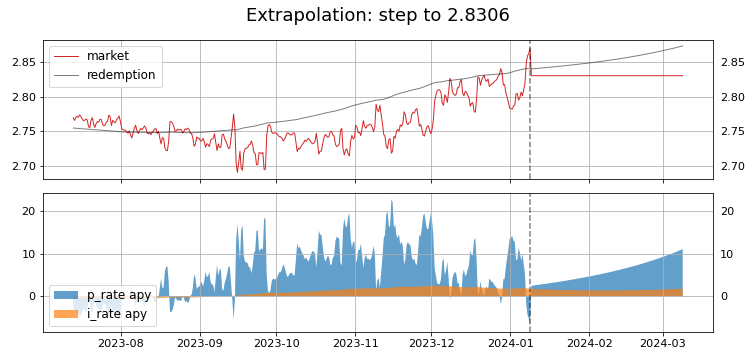 Extrapolation: step to 2.8306
market
redemption
2.85 2.85
2.80 2.80
2.75 2.75
2.70 2.70
20 20
10 10
0 0
p_rate apy
i_rate apy
2023-08 2023-09 2023-10 2023-11 2023-12 2024-01 2024-02 2024-03